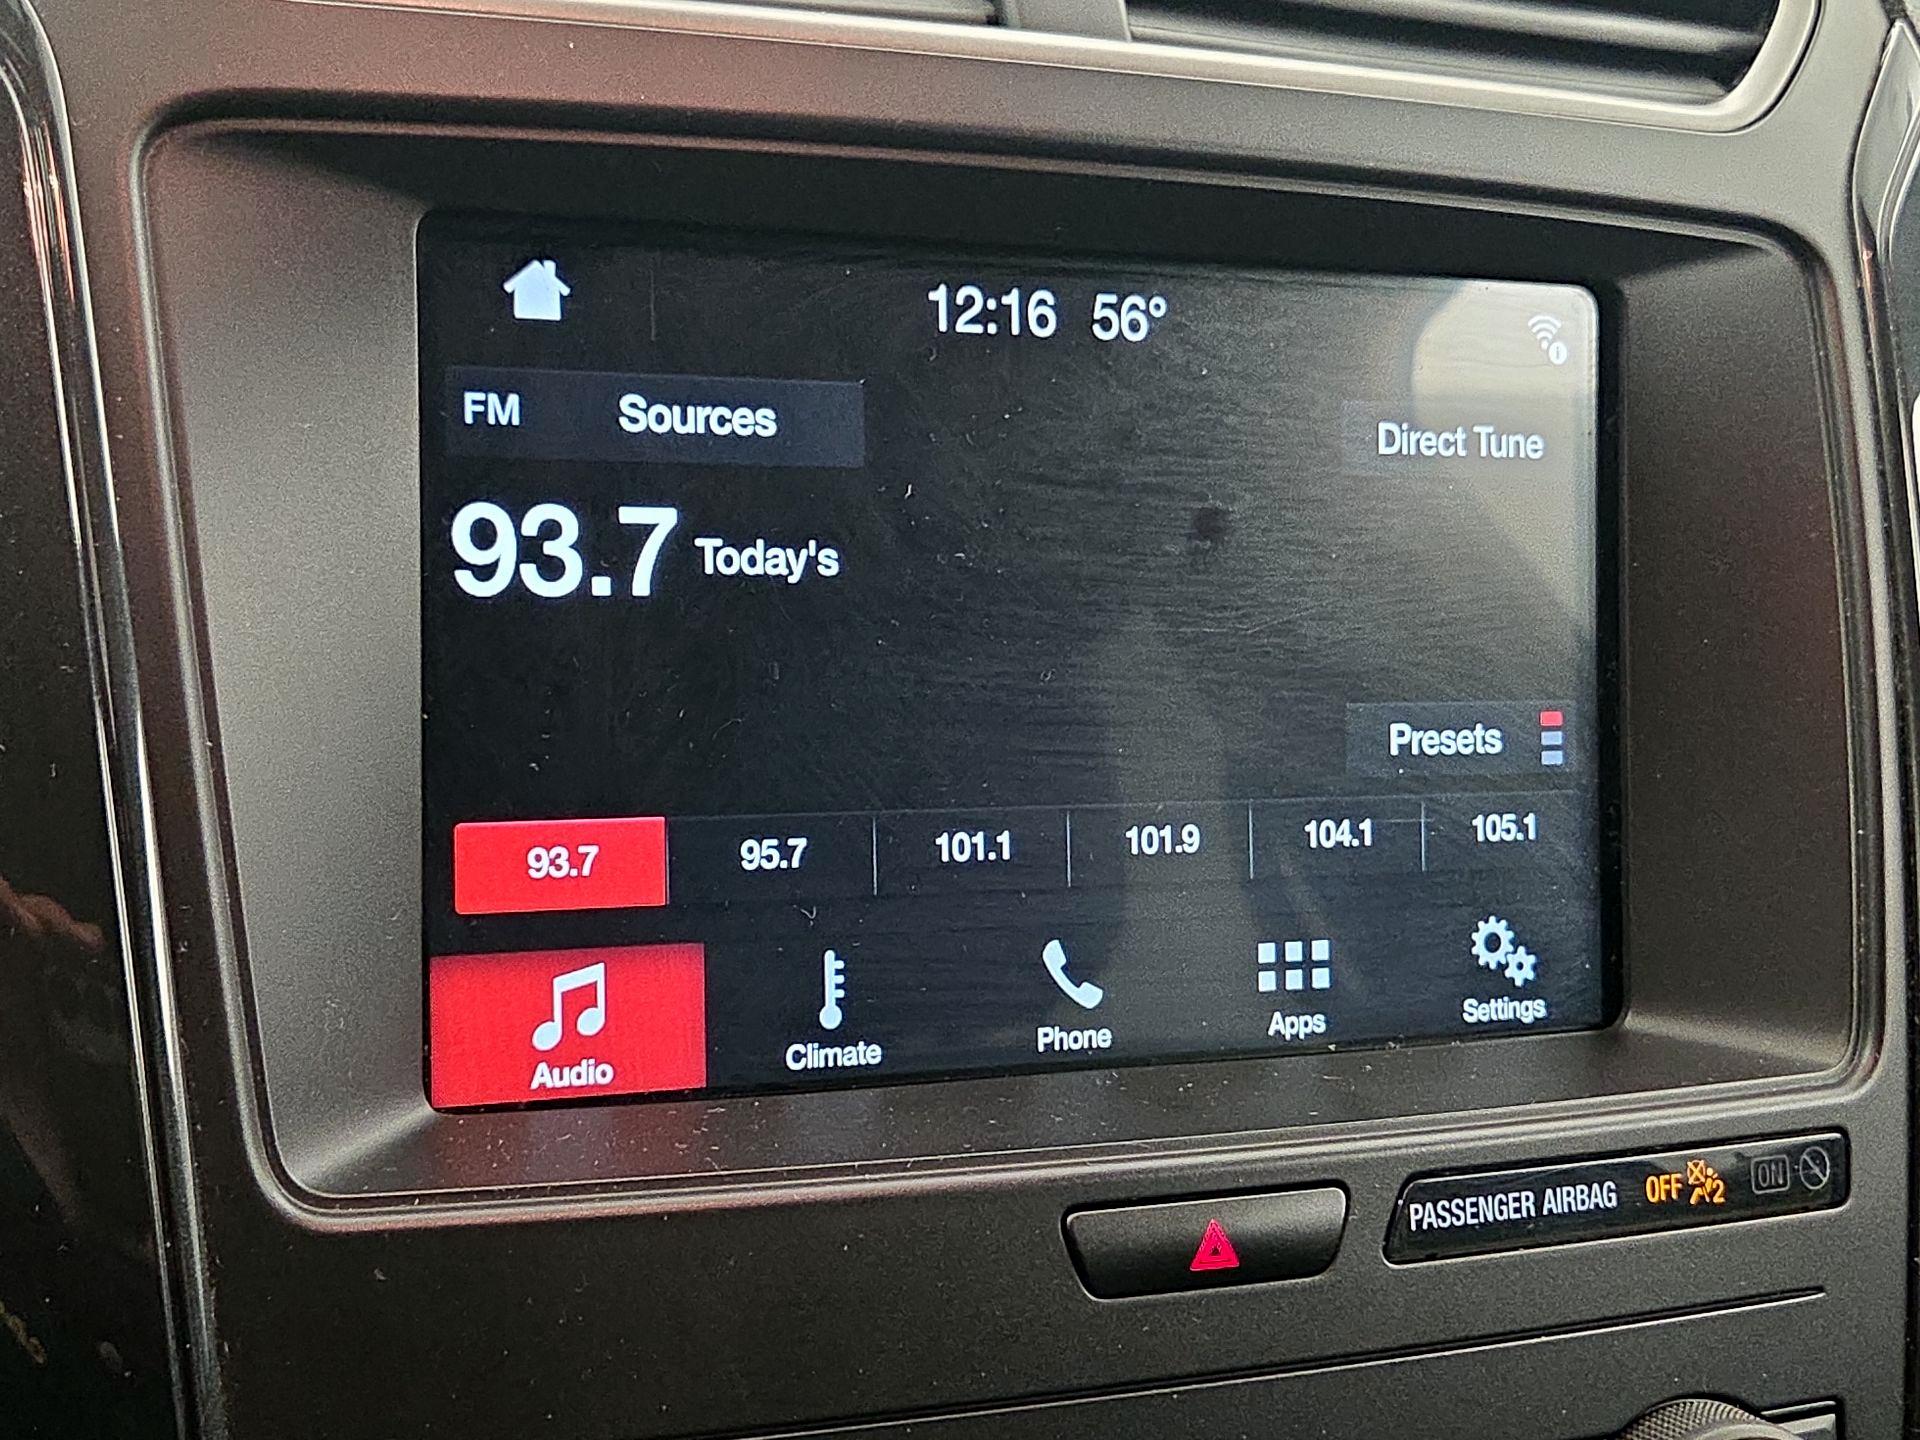 12:16 56°
FM Sources
Direct Tune
93.7 Today's
Presets
93.7 95.7 101.1 101.9 104.1 105.1
Audio Climate Phone Apps Settings
PASSENGER AIRBAG OFF 2 ON